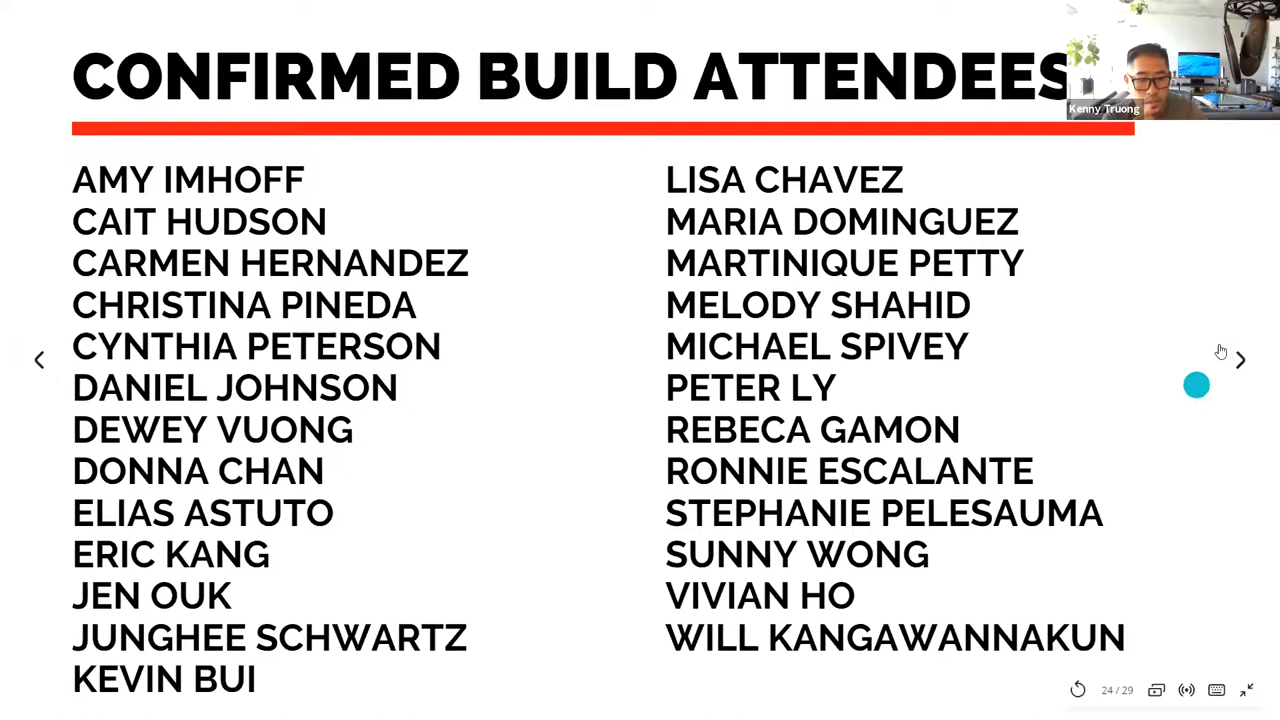 CONFIRMED BUILD ATTENDEES
Kenny Truong
AMY IMHOFF
CAIT HUDSON
CARMEN HERNANDEZ
CHRISTINA PINEDA
CYNTHIA PETERSON
DANIEL JOHNSON
DEWEY VUONG
DONNA CHAN
ELIAS ASTUTO
ERIC KANG
JEN OUK
JUNGHEE SCHWARTZ
KEVIN BUI
LISA CHAVEZ
MARIA DOMINGUEZ
MARTINIQUE PETTY
MELODY SHAHID
MICHAEL SPIVEY
PETER LY
REBECA GAMON
RONNIE ESCALANTE
STEPHANIE PELESAUMA
SUNNY WONG
VIVIAN HO
WILL KANGAWANNAKUN
24 / 29